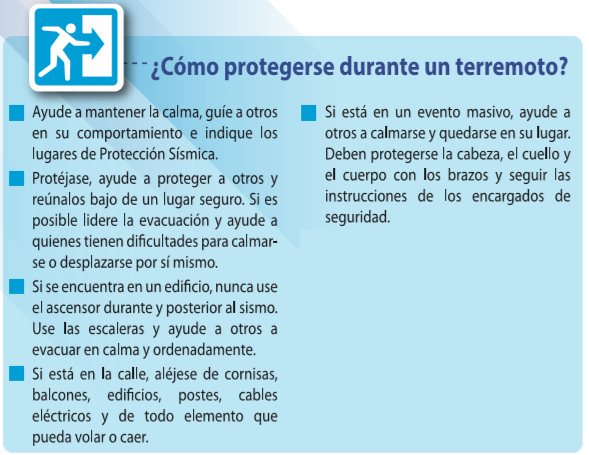 ¿Cómo protegerse durante un terremoto?
Ayude a mantener la calma, guíe a otros
en su comportamiento e indique los
lugares de Protección Sísmica.
Protéjase, ayude a proteger a otros y
reúnalos bajo de un lugar seguro. Si es
posible lidere la evacuación y ayude a
quienes tienen dificultades para calmar-
se o desplazarse por sí mismo.
Si se encuentra en un edificio, nunca use
el ascensor durante y posterior al sismo.
Use las escaleras y ayude a otros a
evacuar en calma y ordenadamente.
Si está en la calle, aléjese de cornisas,
balcones, edificios, postes, cables
eléctricos y de todo elemento que
pueda volar o caer.
Si está en un evento masivo, ayude a
otros a calmarse y quedarse en su lugar.
Deben protegerse la cabeza, el cuello y
el cuerpo con los brazos y seguir las
instrucciones de los encargados de
seguridad.